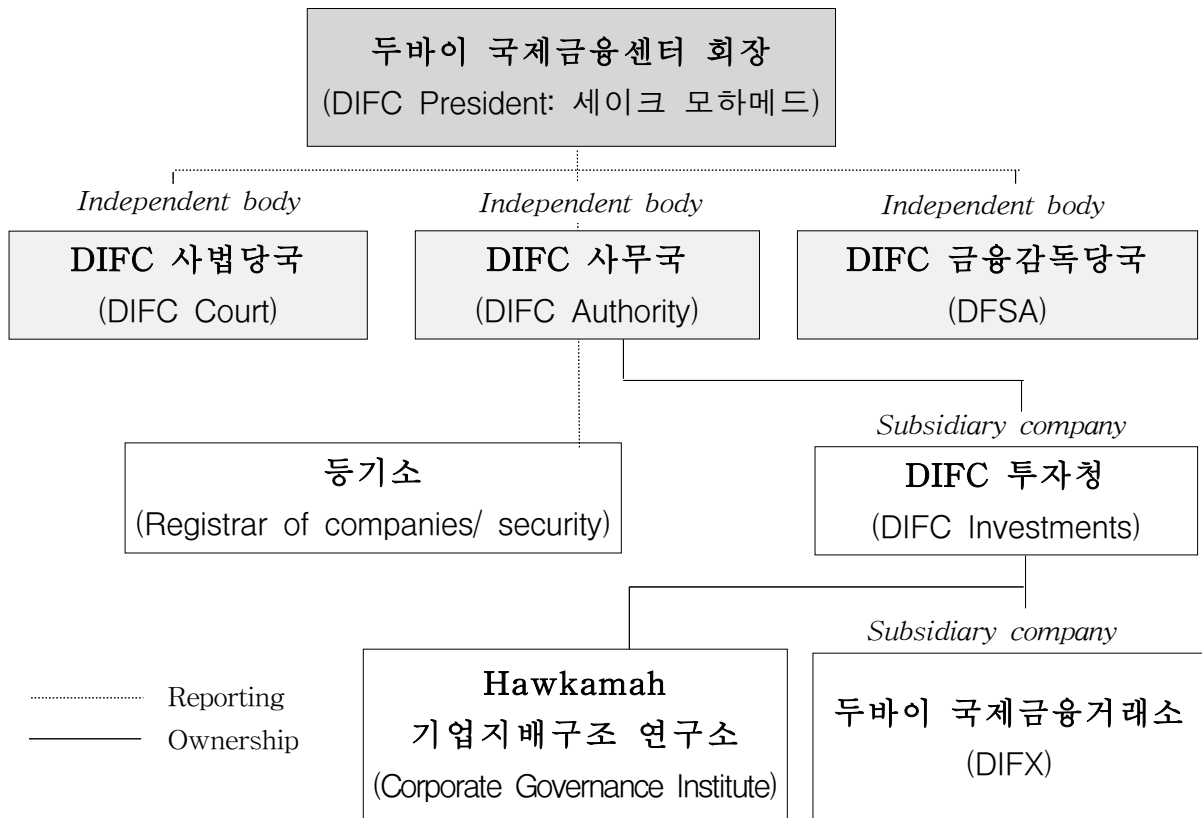 두바이 국제금융센터 회장
(DIFC President: 세이크 모하메드)
Independent body
Independent body
Independent body
DIFC 사법당국
(DIFC Court)
DIFC 사무국
(DIFC Authority)
DIFC 금융감독당국
(DFSA)
Subsidiary company
등기소
(Registrar of companies/ security)
DIFC 투자청
(DIFC Investments)
Subsidiary company
Hawkamah
기업지배구조 연구소
(Corporate Governance Institute)
두바이 국제금융거래소
(DIFX)
Reporting
Ownership